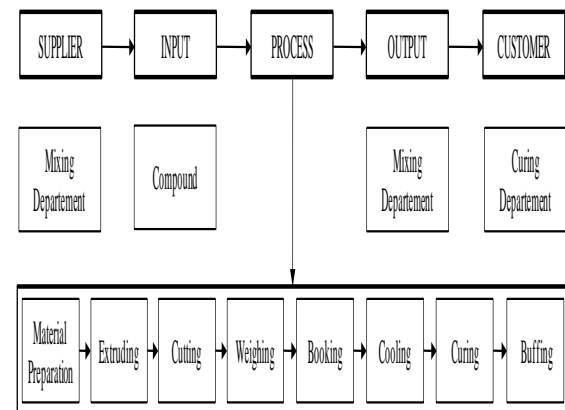 SUPPLIER
INPUT
PROCESS
OUTPUT
CUSTOMER
Mixing
Departement
Compound
Mixing
Departement
Curing
Departement
Material
Preparation
Extruding
Cutting
Weighing
Booking
Cooling
Curing
Buffing